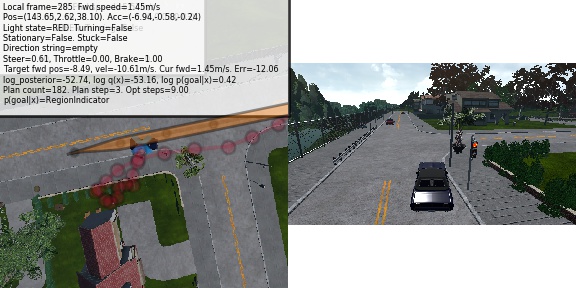 Local frame=285. Fwd speed=1.45m/s
Pos=(143.65,2.62,38.10). Acc=(-6.94,-0.58,-0.24)
Light state=RED. Turning=False
Stationary=False. Stuck=False
Direction string=empty
Steer=0.61, Throttle=0.00, Brake=1.00
Target fwd pos=-8.49, vel=-10.61m/s. Cur fwd=1.45m/s. Err=-12.06
log_posterior=-52.74, log q(x)=-53.16, log p(goal|x)=0.42
Plan count=182. Plan step=3. Opt steps=9.00
p(goal|x)=RegionIndicator